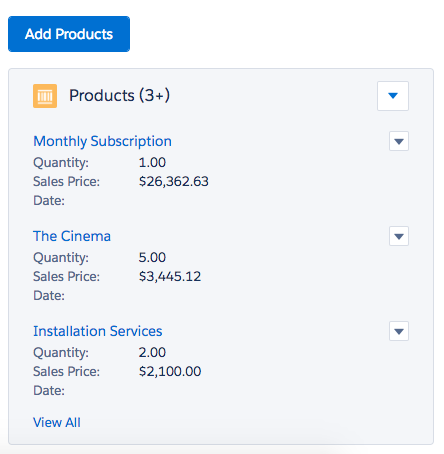 Add Products
Products (3+)
Monthly Subscription
Quantity: 1.00
Sales Price: $26,362.63
Date:
The Cinema
Quantity: 5.00
Sales Price: $3,445.12
Date:
Installation Services
Quantity: 2.00
Sales Price: $2,100.00
Date:
View All